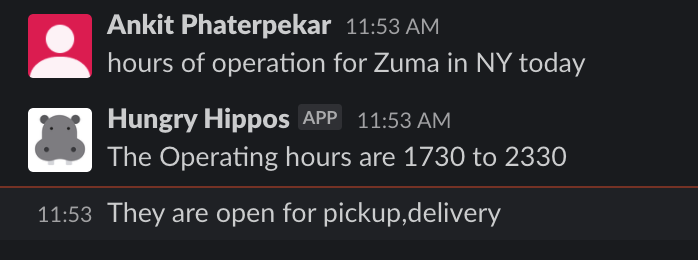 Ankit Phaterpekar 11:53 AM
hours of operation for Zuma in NY today
Hungry Hippos APP 11:53 AM
The Operating hours are 1730 to 2330
11:53 They are open for pickup,delivery